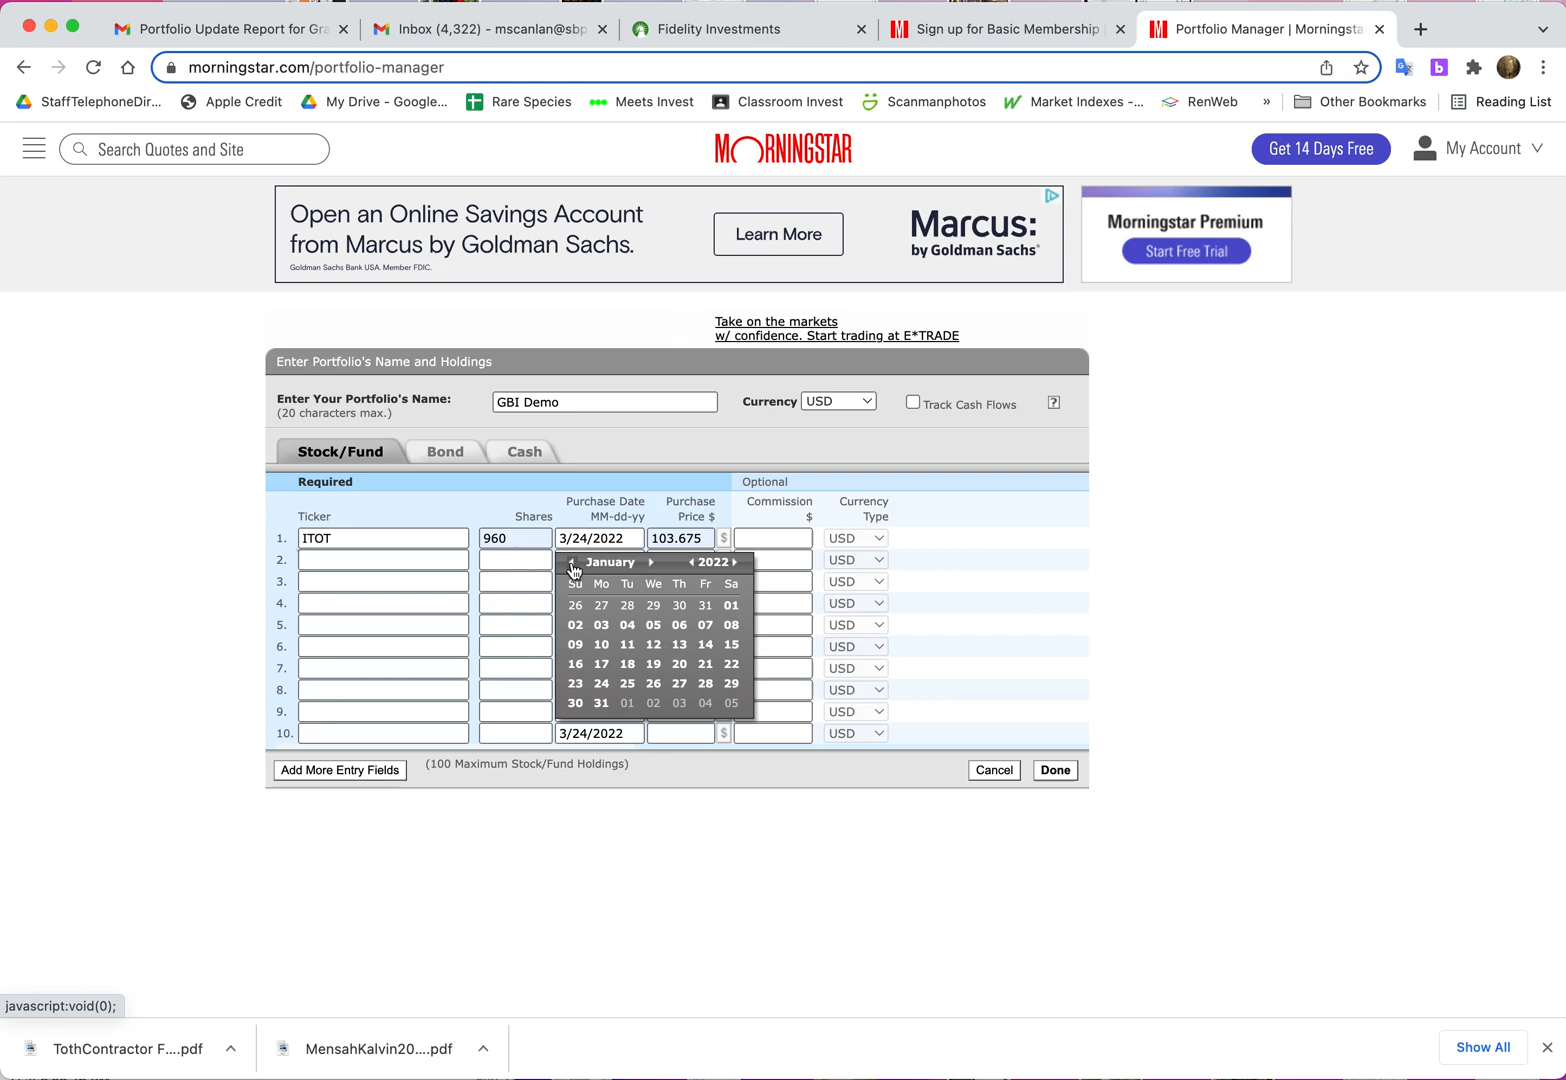 Portfolio Update Report for Gra
Inbox (4,322) - mscanlan@sbp
Fidelity Investments
Sign up for Basic Membership |
Portfolio Manager | Morningsta
morningstar.com/portfolio-manager
StaffTelephoneDir...
Apple Credit
My Drive - Google...
Rare Species
Meets Invest
Classroom Invest
Scanmanphotos
Market Indexes -...
RenWeb
»
Other Bookmarks
Reading List
Search Quotes and Site
MORNINGSTAR
Get 14 Days Free
My Account
Open an Online Savings Account
from Marcus by Goldman Sachs.
Goldman Sachs Bank USA. Member FDIC.
Learn More
Marcus:
by Goldman Sachs®
Morningstar Premium
Start Free Trial
Take on the markets
w/ confidence. Start trading at E*TRADE
Enter Portfolio's Name and Holdings
Enter Your Portfolio's Name:
(20 characters max.)
GBI Demo
Currency USD
Track Cash Flows
?
Stock/Fund Bond Cash
Required Optional
Purchase Date Purchase Commission Currency
Ticker Shares MM-dd-yy Price $ $ Type
1. ITOT 960 3/24/2022 103.675 $ USD
2. USD
3. USD
4. USD
5. USD
6. USD
7. USD
8. USD
9. USD
10. 3/24/2022 $ USD
January 2022
Su Mo Tu We Th Fr Sa
26 27 28 29 30 31 01
02 03 04 05 06 07 08
09 10 11 12 13 14 15
16 17 18 19 20 21 22
23 24 25 26 27 28 29
30 31 01 02 03 04 05
Add More Entry Fields
(100 Maximum Stock/Fund Holdings)
Cancel
Done
javascript:void(0);
TothContractor F....pdf
MensahKalvin20....pdf
Show All